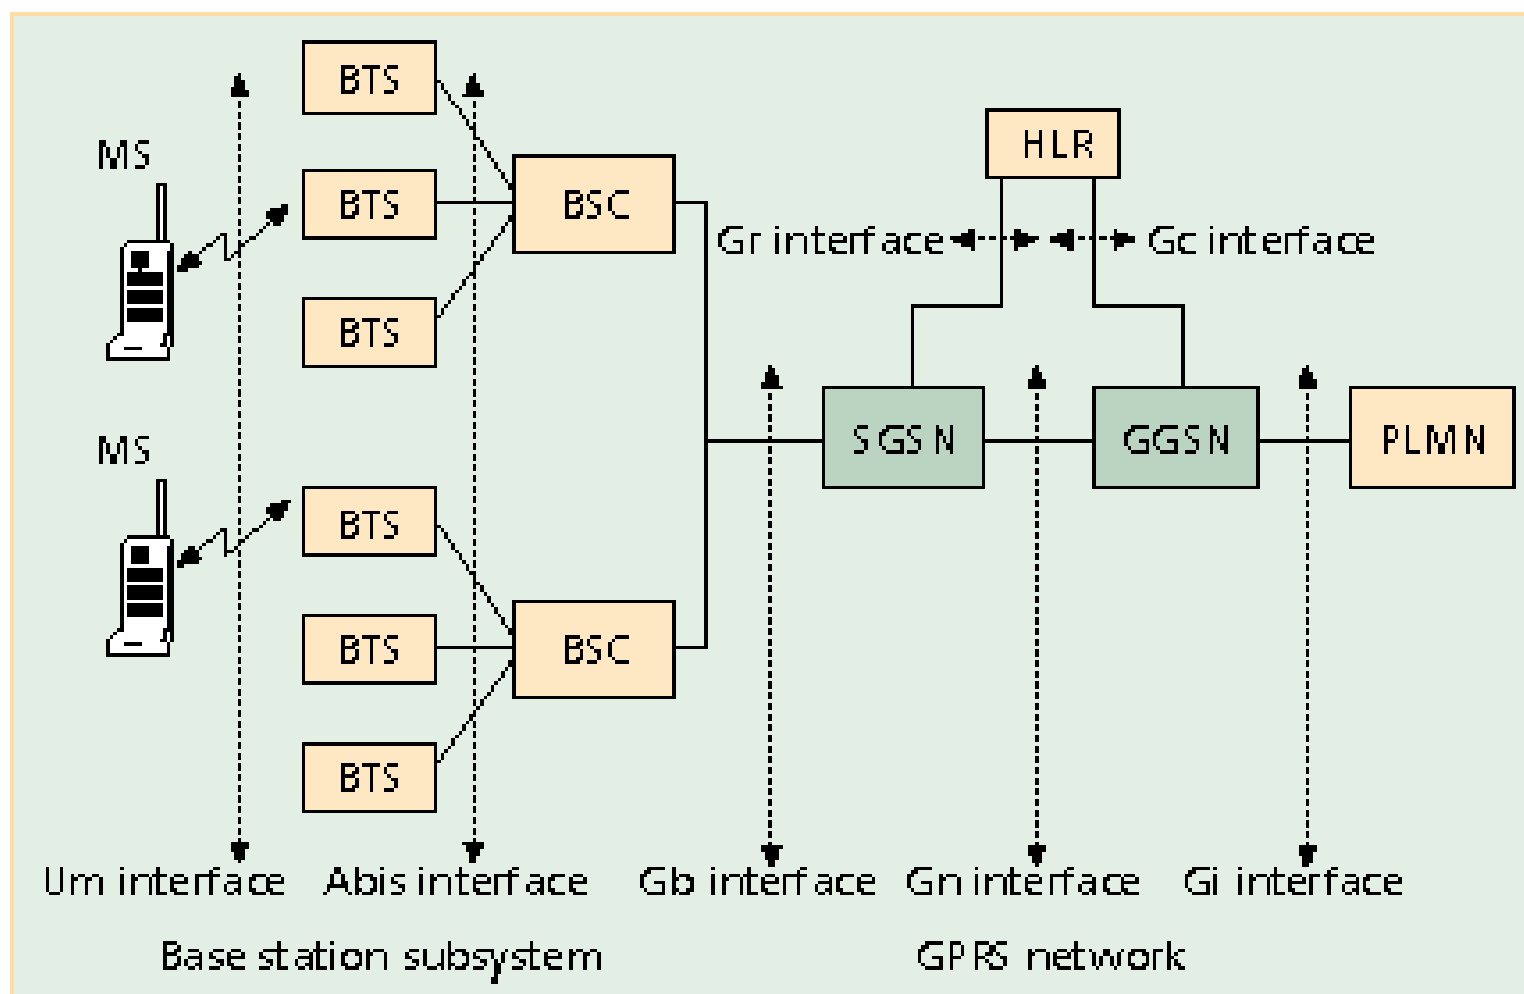 BTS
MS
HLR
BTS
BSC
Gr interface
Gc interface
BTS
MS
SGSN
GGSN
PLMN
BTS
BTS
BSC
BTS
Um interface
Abis interface
Gb interface
Gn interface
Gi interface
Base station subsystem
GPRS network